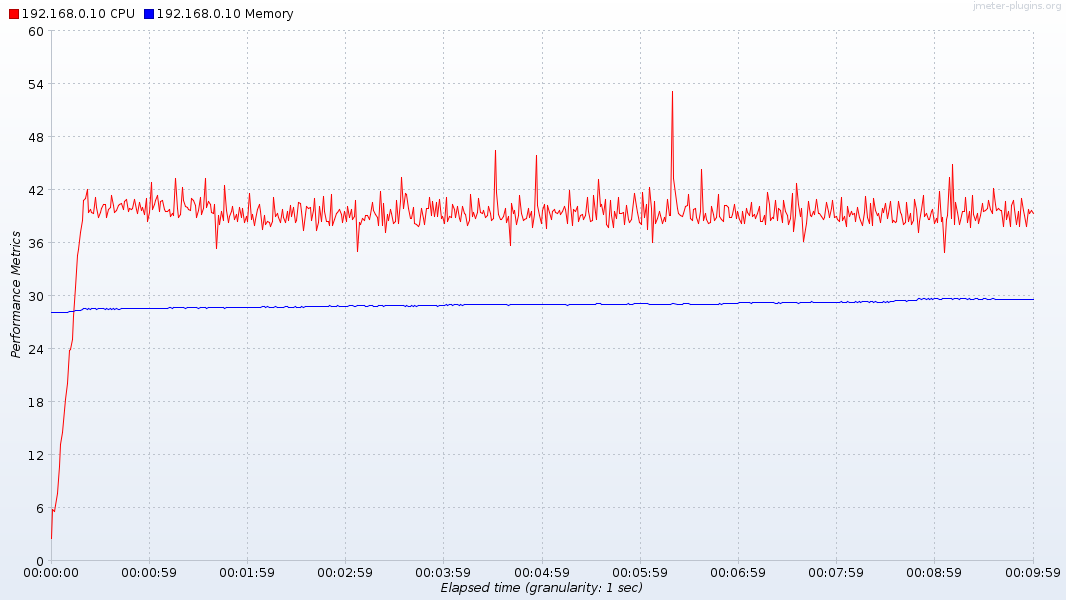 jmeter-plugins.org
192.168.0.10 CPU 192.168.0.10 Memory
60
54
48
42
36
30
24
18
12
6
0
Performance Metrics
00:00:00 00:00:59 00:01:59 00:02:59 00:03:59 00:04:59 00:05:59 00:06:59 00:07:59 00:08:59 00:09:59
Elapsed time (granularity: 1 sec)